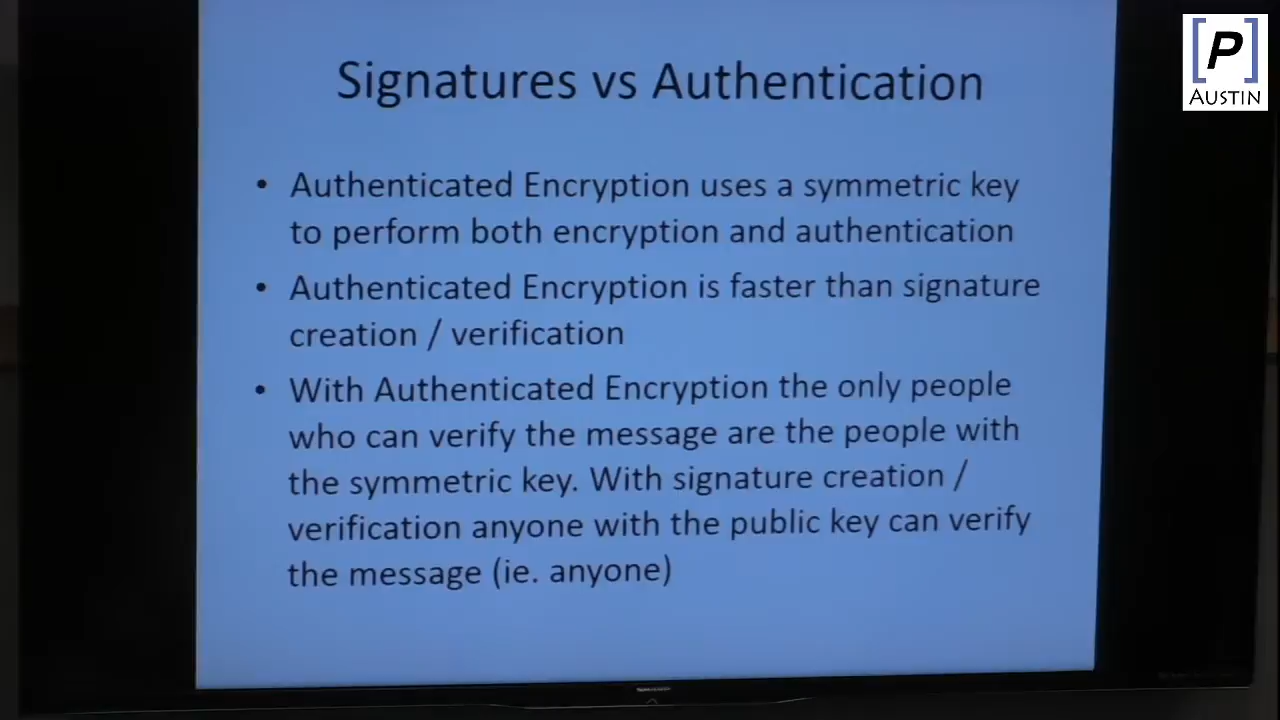 Signatures vs Authentication
• Authenticated Encryption uses a symmetric key
to perform both encryption and authentication
• Authenticated Encryption is faster than signature
creation / verification
• With Authenticated Encryption the only people
who can verify the message are the people with
the symmetric key. With signature creation /
verification anyone with the public key can verify
the message (ie. anyone)
[P]
AUSTIN